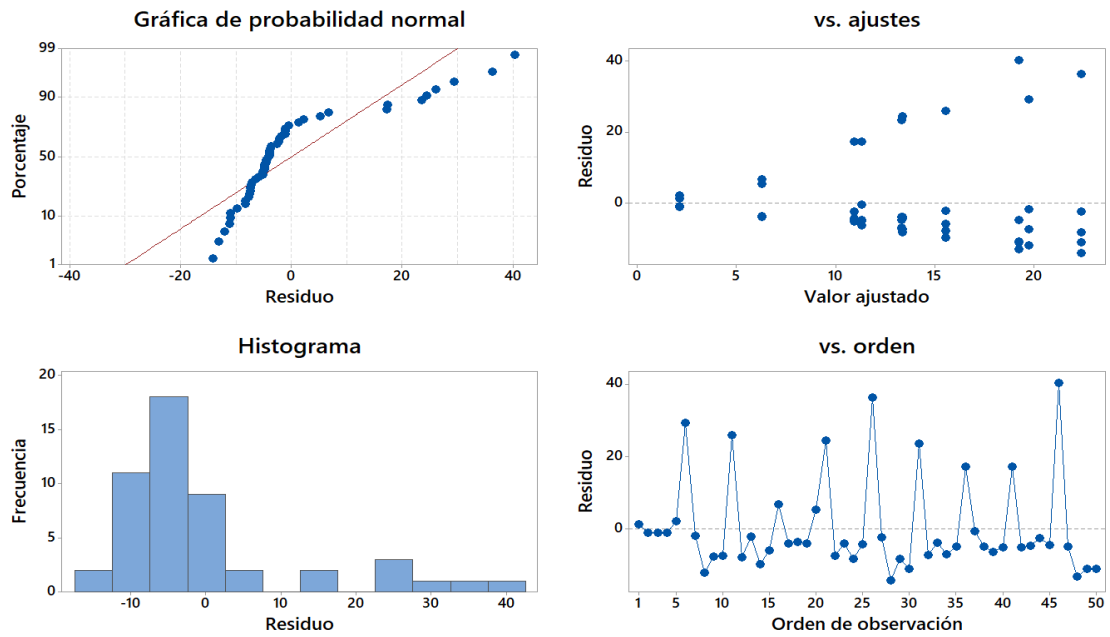 Gráfica de probabilidad normal
99
90
50
10
1
Porcentaje
-40 -20 0 20 40
Residuo
vs. ajustes
40
20
0
Residuo
0 5 10 15 20
Valor ajustado
Histograma
20
15
10
5
0
Frecuencia
-10 0 10 20 30 40
Residuo
vs. orden
40
20
0
Residuo
1 5 10 15 20 25 30 35 40 45 50
Orden de observación